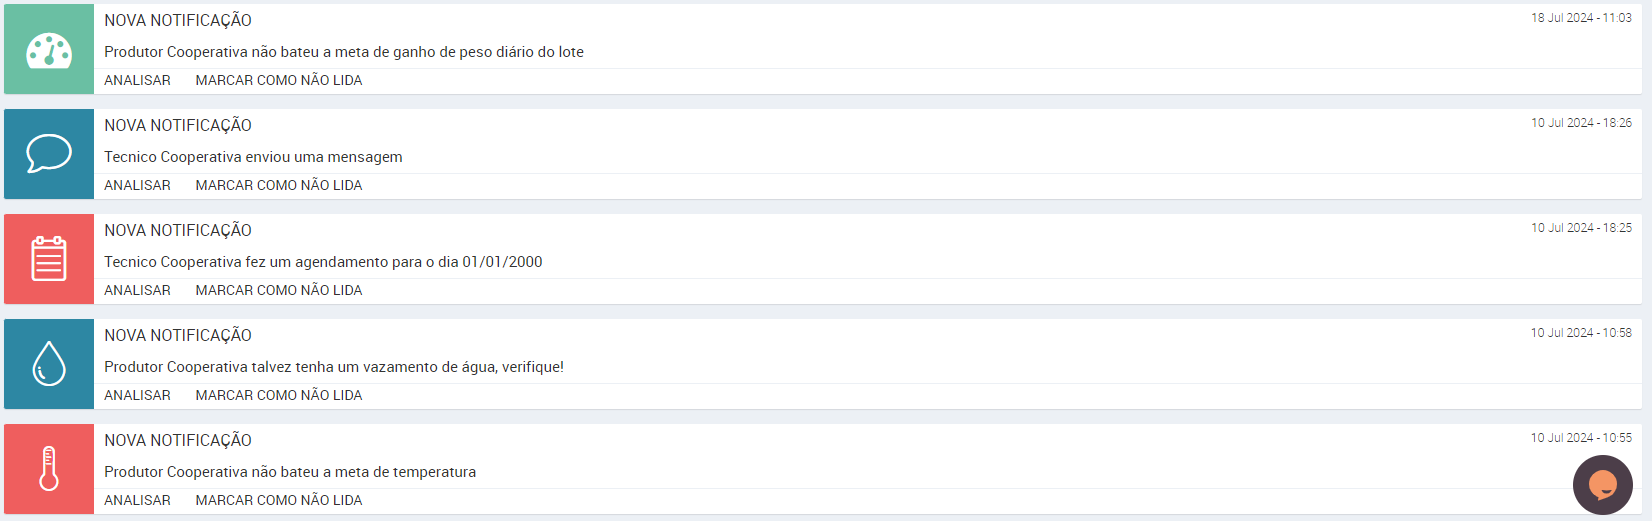 NOVA NOTIFICAÇÃO
18 Jul 2024 - 11:03
Produtor Cooperativa não bateu a meta de ganho de peso diário do lote
ANALISAR MARCAR COMO NÃO LIDA
NOVA NOTIFICAÇÃO
10 Jul 2024 - 18:26
Tecnico Cooperativa enviou uma mensagem
ANALISAR MARCAR COMO NÃO LIDA
NOVA NOTIFICAÇÃO
10 Jul 2024 - 18:25
Tecnico Cooperativa fez um agendamento para o dia 01/01/2000
ANALISAR MARCAR COMO NÃO LIDA
NOVA NOTIFICAÇÃO
10 Jul 2024 - 10:58
Produtor Cooperativa talvez tenha um vazamento de água, verifique!
ANALISAR MARCAR COMO NÃO LIDA
NOVA NOTIFICAÇÃO
10 Jul 2024 - 10:55
Produtor Cooperativa não bateu a meta de temperatura
ANALISAR MARCAR COMO NÃO LIDA